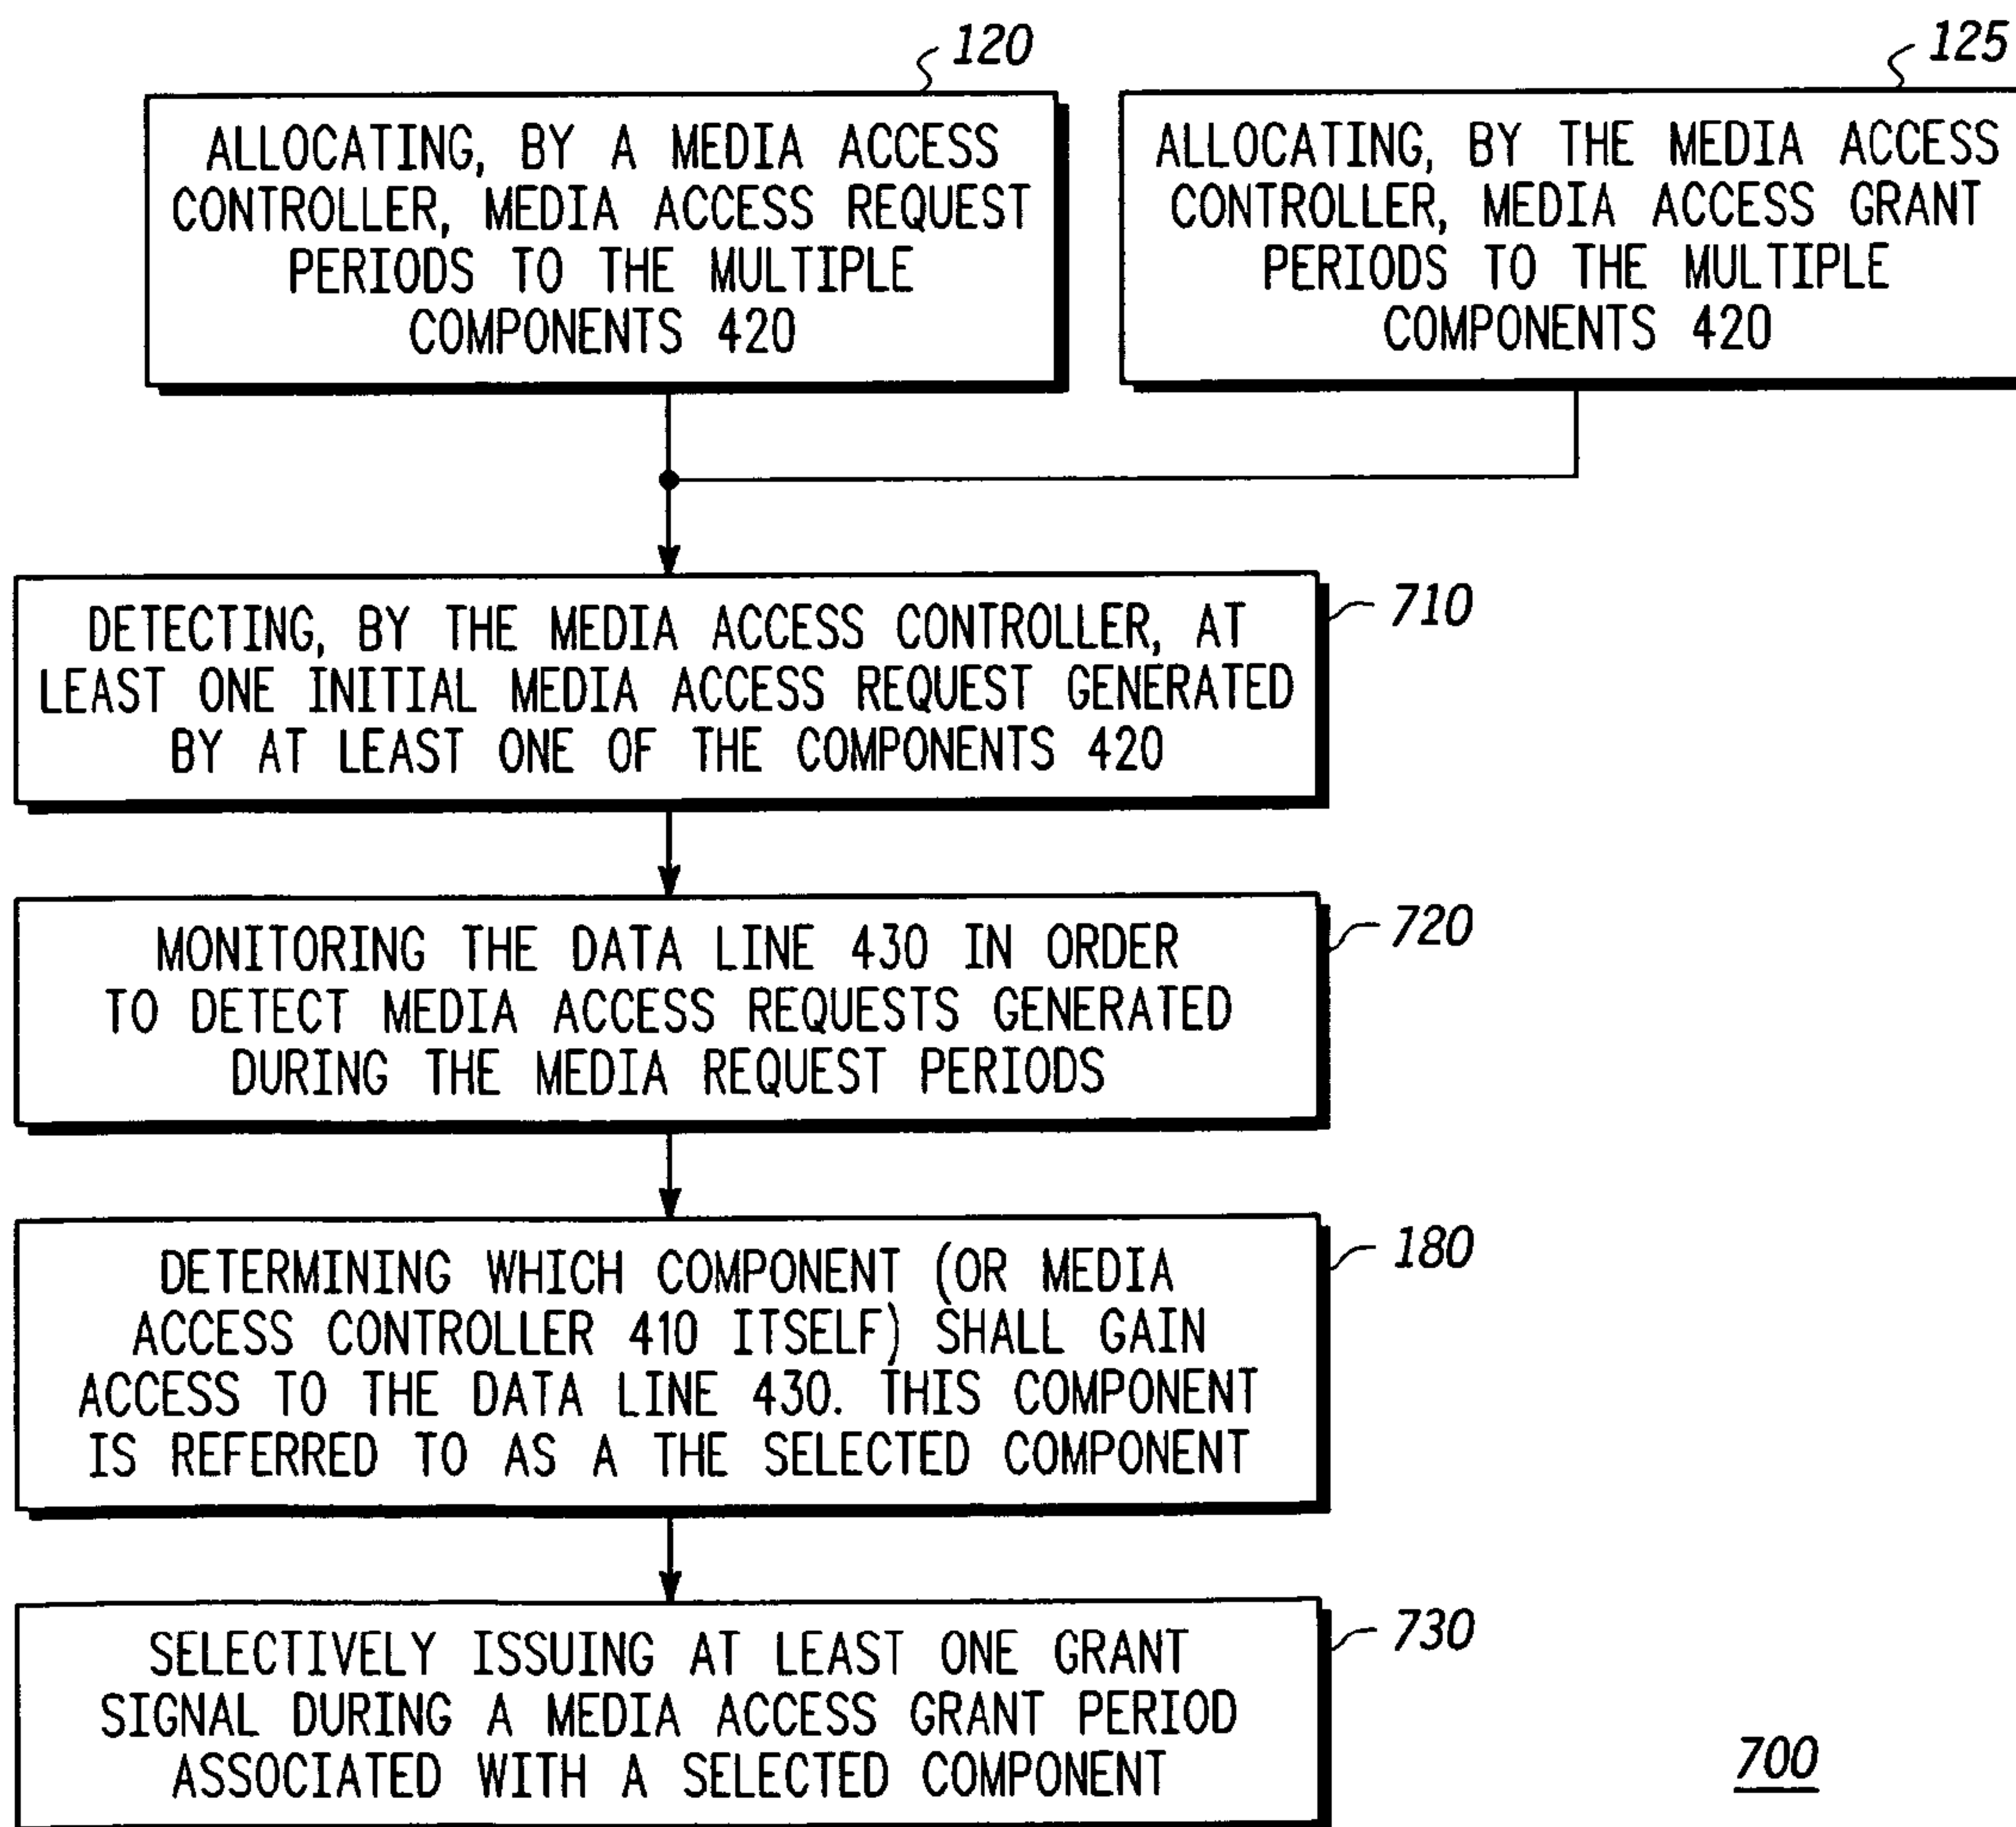 120
ALLOCATING, BY A MEDIA ACCESS
CONTROLLER, MEDIA ACCESS REQUEST
PERIODS TO THE MULTIPLE
COMPONENTS 420
125
ALLOCATING, BY THE MEDIA ACCESS
CONTROLLER, MEDIA ACCESS GRANT
PERIODS TO THE MULTIPLE
COMPONENTS 420
710
DETECTING, BY THE MEDIA ACCESS CONTROLLER, AT
LEAST ONE INITIAL MEDIA ACCESS REQUEST GENERATED
BY AT LEAST ONE OF THE COMPONENTS 420
720
MONITORING THE DATA LINE 430 IN ORDER
TO DETECT MEDIA ACCESS REQUESTS GENERATED
DURING THE MEDIA REQUEST PERIODS
180
DETERMINING WHICH COMPONENT (OR MEDIA
ACCESS CONTROLLER 410 ITSELF) SHALL GAIN
ACCESS TO THE DATA LINE 430. THIS COMPONENT
IS REFERRED TO AS A THE SELECTED COMPONENT
730
SELECTIVELY ISSUING AT LEAST ONE GRANT
SIGNAL DURING A MEDIA ACCESS GRANT PERIOD
ASSOCIATED WITH A SELECTED COMPONENT
700